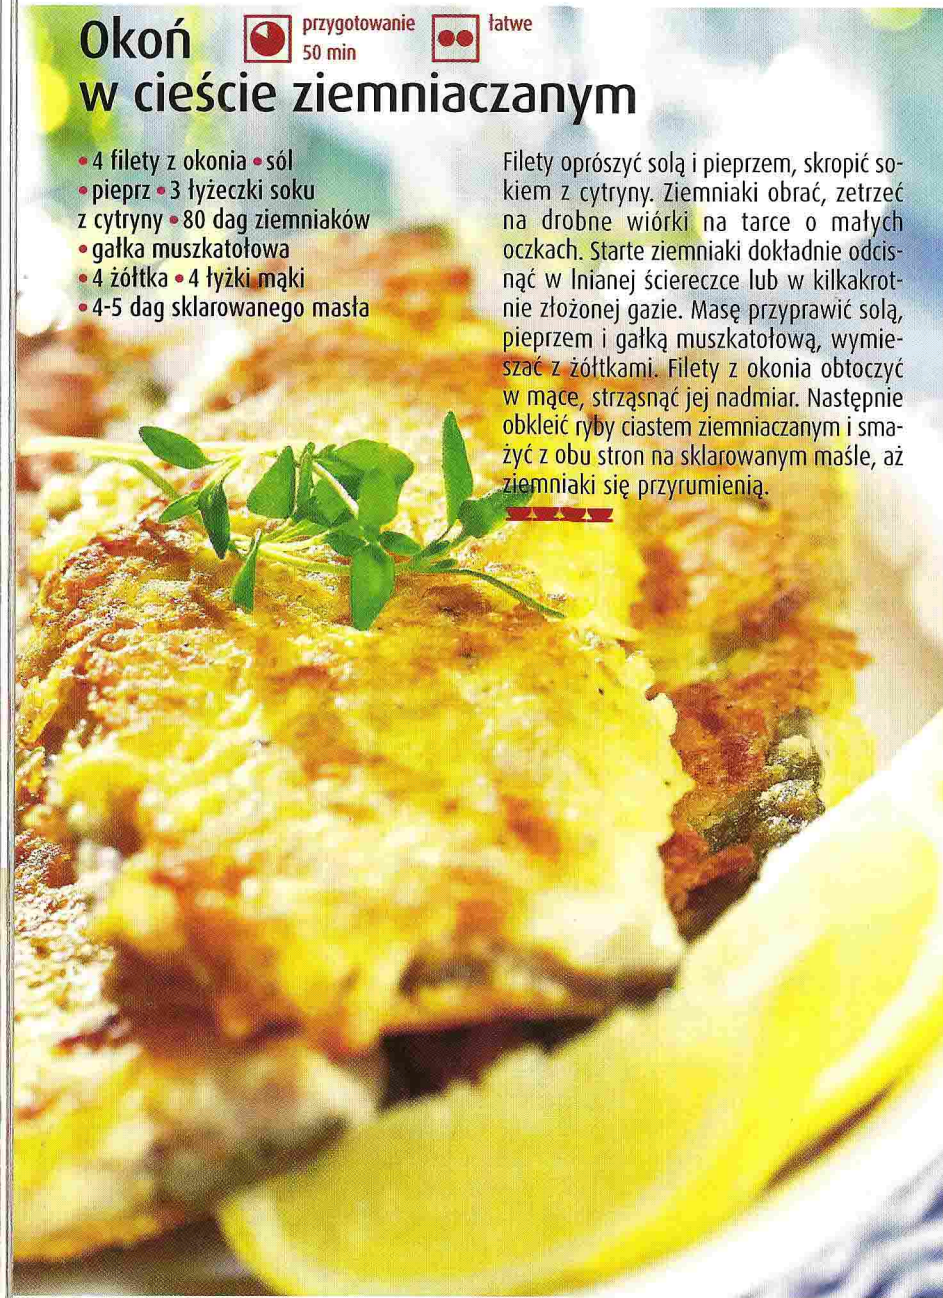 Okoń
w cieście ziemniaczanym
przygotowanie
50 min
łatwe
• 4 filety z okonia • sól
• pieprz • 3 łyżeczki soku
z cytryny • 80 dag ziemniaków
• gałka muszkatołowa
• 4 żółtka • 4 łyżki mąki
• 4-5 dag sklarowanego masła
Filety oprószyć solą i pieprzem, skropić so-
kiem z cytryny. Ziemniaki obrać, zetrzeć
na drobne wiórki na tarce o małych
oczkach. Starte ziemniaki dokładnie odcis-
nąć w lnianej ściereczce lub w kilkakrot-
nie złożonej gazie. Masę przyprawić solą,
pieprzem i gałką muszkatołową, wymie-
szać z żółtkami. Filety z okonia obtoczyć
w mące, strząsnąć jej nadmiar. Następnie
obkleić ryby ciastem ziemniaczanym i sma-
żyć z obu stron na sklarowanym maśle, aż
ziemniaki się przyrumienią.